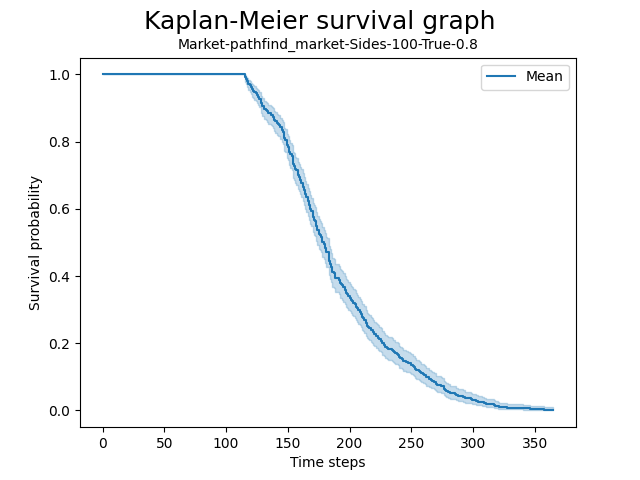 Kaplan-Meier survival graph
Market-pathfind_market-Sides-100-True-0.8
Mean
Survival probability
1.0
0.8
0.6
0.4
0.2
0.0
0 50 100 150 200 250 300 350
Time steps